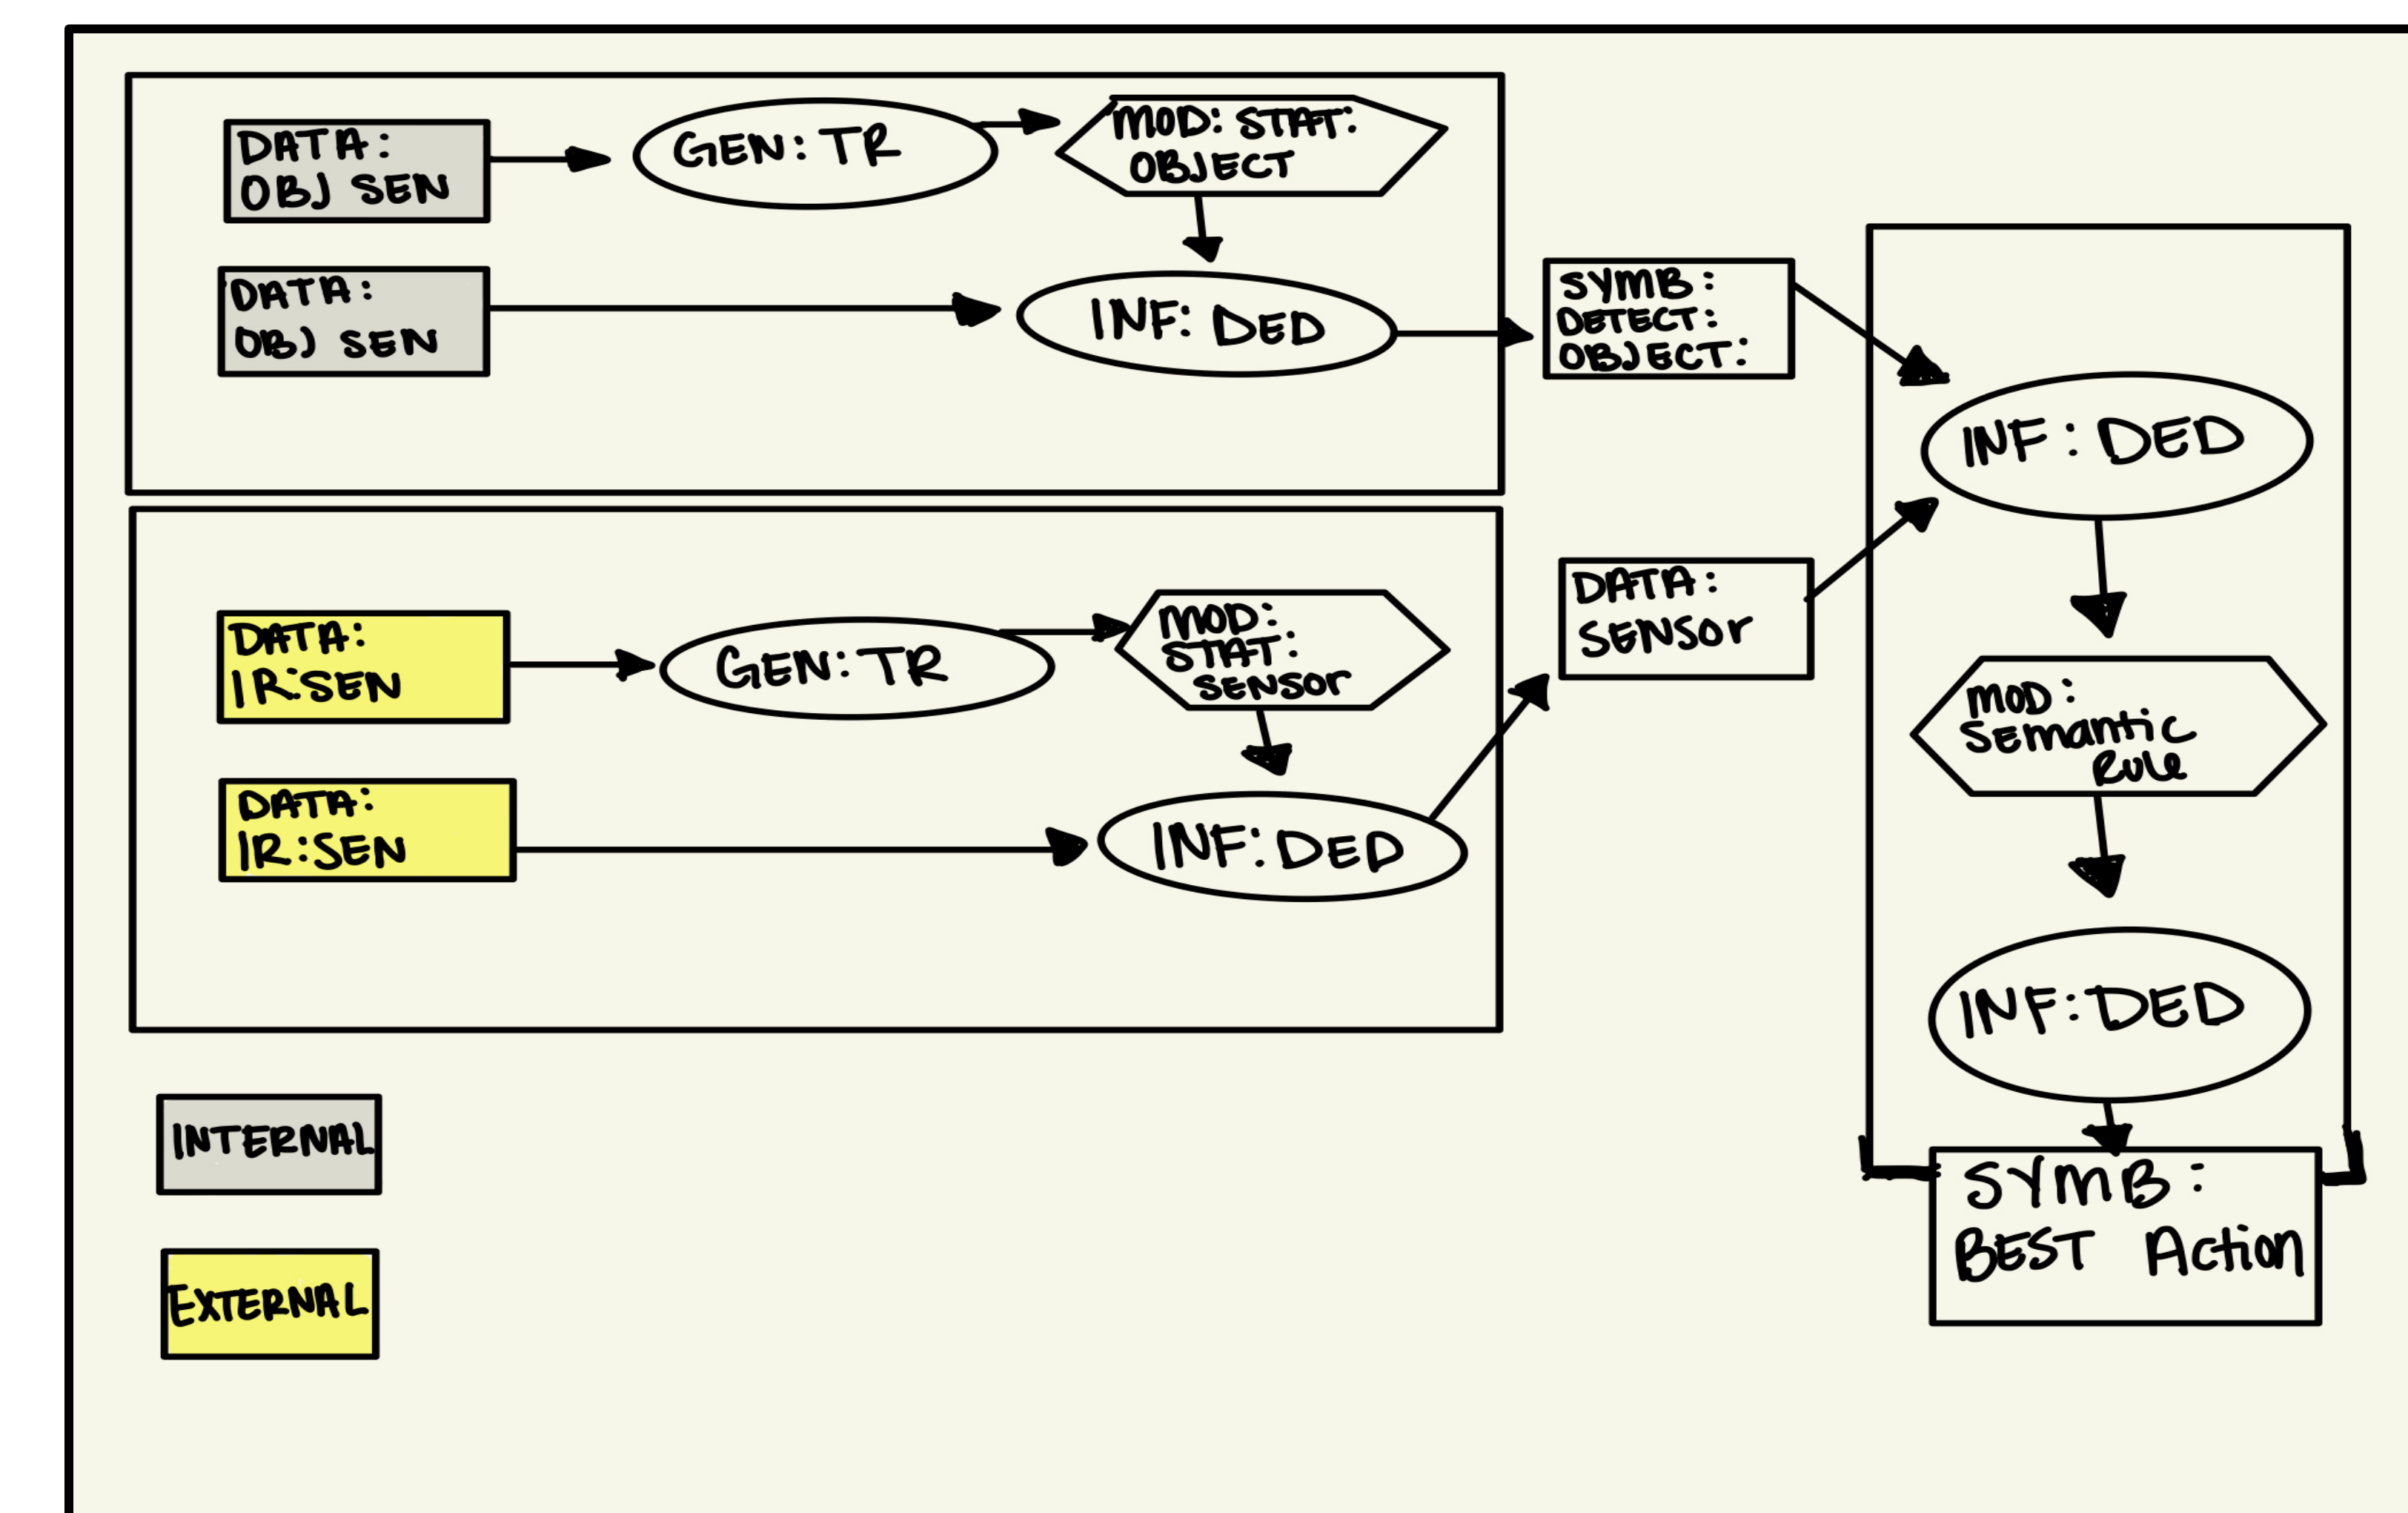 DATA:
OBJ SEN
GEN: TR
MOD: STAT:
OBJECT
DATA:
OBJ SEN
INF: DED
SYMB:
DETECT:
OBJECT:
INF: DED
DATA:
IR:SEN
GEN: TR
MOD:
STAT:
SENSOr
DATA:
SENSOr
MOD:
SEmantic
RULe
DATA:
IR:SEN
INF: DED
INF: DED
INTERNAL
SYMB:
BEST Action
EXTERNAL